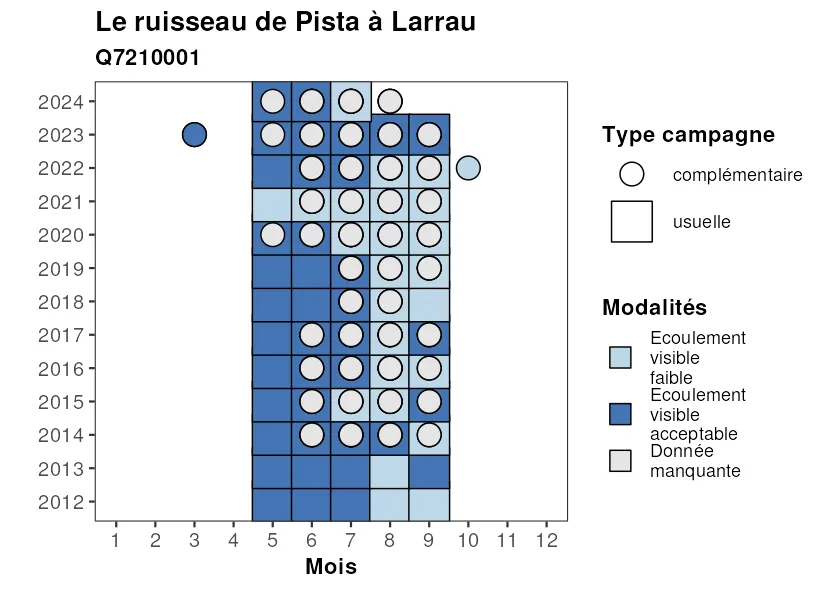 Le ruisseau de Pista à Larrau
Q7210001
2024
2023
2022
2021
2020
2019
2018
2017
2016
2015
2014
2013
2012
1 2 3 4 5 6 7 8 9 10 11 12
Mois
Type campagne
complémentaire
usuelle
Modalités
Ecoulement
visible
faible
Ecoulement
visible
acceptable
Donnée
manquante